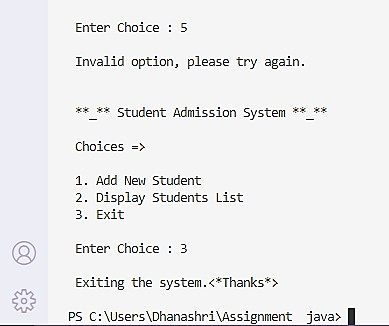 Enter Choice : 5
Invalid option, please try again.
**_** Student Admission System **_**
Choices =>
1. Add New Student
2. Display Students List
3. Exit
Enter Choice : 3
Exiting the system.<*Thanks*>
PS C:\Users\Dhanashri\Assignment  java>